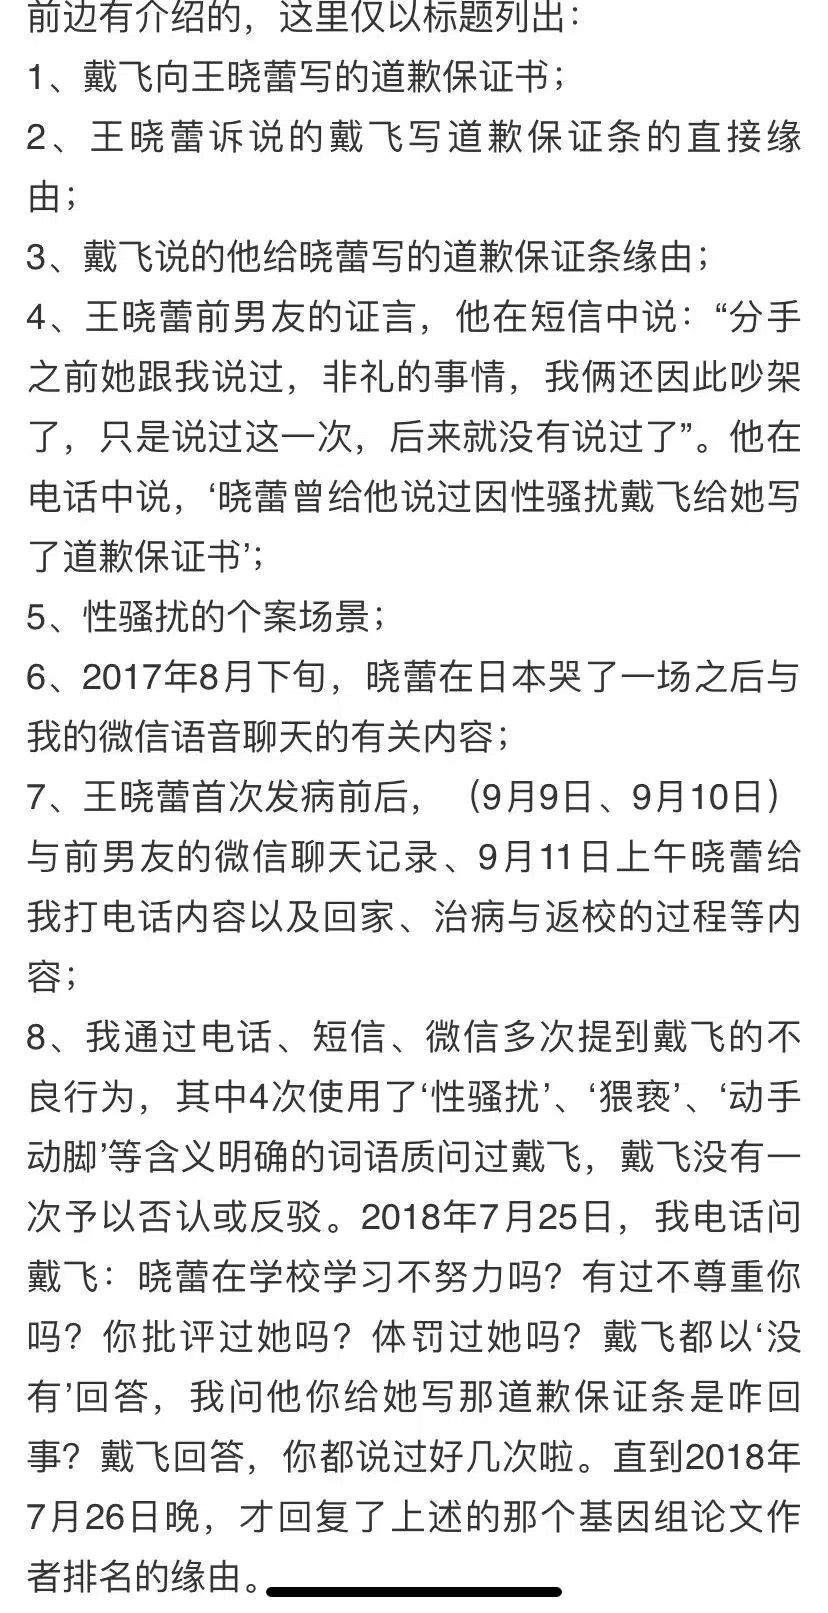 前边有介绍的，这里仅以标题列出：
1、戴飞向王晓蕾写的道歉保证书；
2、王晓蕾诉说的戴飞写道歉保证条的直接缘
由；
3、戴飞说的他给晓蕾写的道歉保证条缘由；
4、王晓蕾前男友的证言，他在短信中说：“分手
之前她跟我说过，非礼的事情，我俩还因此吵架
了，只是说过这一次，后来就没有说过了”。他在
电话中说，‘晓蕾曾给他说过因性骚扰戴飞给她写
了道歉保证书’；
5、性骚扰的个案场景；
6、2017年8月下旬，晓蕾在日本哭了一场之后与
我的微信语音聊天的有关内容；
7、王晓蕾首次发病前后，（9月9日、9月10日）
与前男友的微信聊天记录、9月11日上午晓蕾给
我打电话内容以及回家、治病与返校的过程等内
容；
8、我通过电话、短信、微信多次提到戴飞的不
良行为，其中4次使用了‘性骚扰’、‘猥亵’、‘动手
动脚’等含义明确的词语质问过戴飞，戴飞没有一
次予以否认或反驳。2018年7月25日，我电话问
戴飞：晓蕾在学校学习不努力吗？有过不尊重你
吗？你批评过她吗？体罚过她吗？戴飞都以‘没
有’回答，我问他你给她写那道歉保证条是咋回
事？戴飞回答，你都说过好几次啦。直到2018年
7月26日晚，才回复了上述的那个基因组论文作
者排名的缘由。